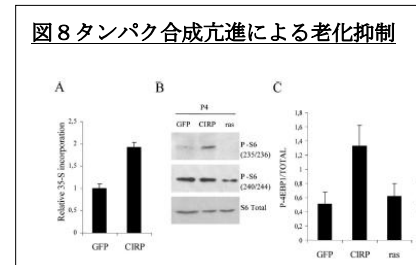 図８タンパク合成亢進による老化抑制
A
B
C
P4
GFP CIRP ras
P-S6
(235/236)
P-S6
(240/244)
S6 Total
Relative 35-S incorporation
2,5
2
1,5
1
0,5
0
GFP CIRP
P-4EBP1/TOTAL
1,8
1,6
1,4
1,2
1
0,8
0,6
0,4
0,2
0
GFP CIRP ras